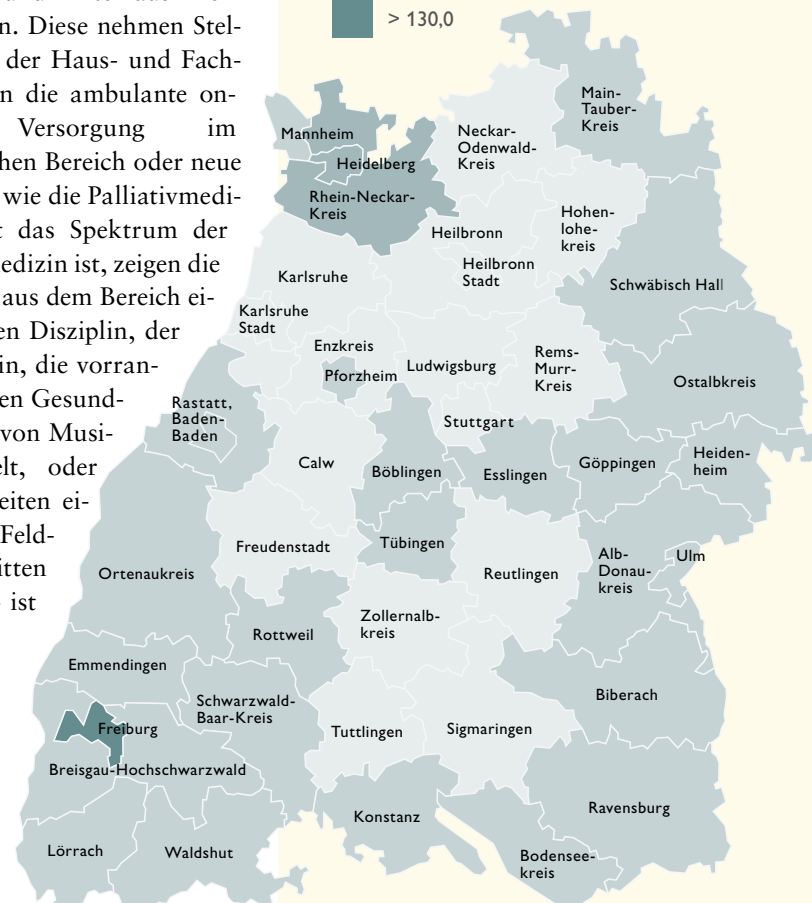 n. Diese nehmen Stel-
der Haus- und Fach-
n die ambulante on-
Versorgung im
hen Bereich oder neue
wie die Palliativmedi-
das Spektrum der
edizin ist, zeigen die
aus dem Bereich ei-
en Disziplin, der
in, die vorran-
en Gesund-
von Musi-
elt, oder
eiten ei-
Feld-
itten
ist
> 130,0
Main-
Tauber-
Kreis
Mannheim
Neckar-
Odenwald-
Kreis
Heidelberg
Rhein-Neckar-
Kreis
Hohen-
lohe-
kreis
Heilbronn
Heilbronn
Stadt
Karlsruhe
Schwäbisch Hall
Karlsruhe
Stadt
Enzkreis
Pforzheim
Ludwigsburg
Rems-
Murr-
Kreis
Ostalbkreis
Rastatt,
Baden-
Baden
Stuttgart
Calw
Böblingen
Esslingen
Göppingen
Heiden-
heim
Freudenstadt
Tübingen
Reutlingen
Alb-
Donau-
kreis
Ulm
Ortenaukreis
Rottweil
Zollernalb-
kreis
Emmendingen
Schwarzwald-
Baar-Kreis
Biberach
Freiburg
Tuttlingen
Sigmaringen
Breisgau-Hochschwarzwald
Konstanz
Ravensburg
Lörrach
Waldshut
Bodensee-
kreis